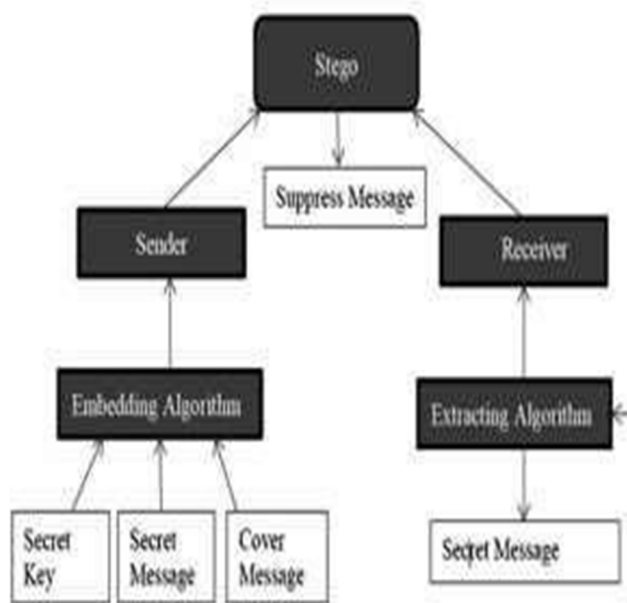 Stego
Suppress Message
Sender
Receiver
Embedding Algorithm
Extracting Algorithm
Secret
Key
Secret
Message
Cover
Message
Secret Message